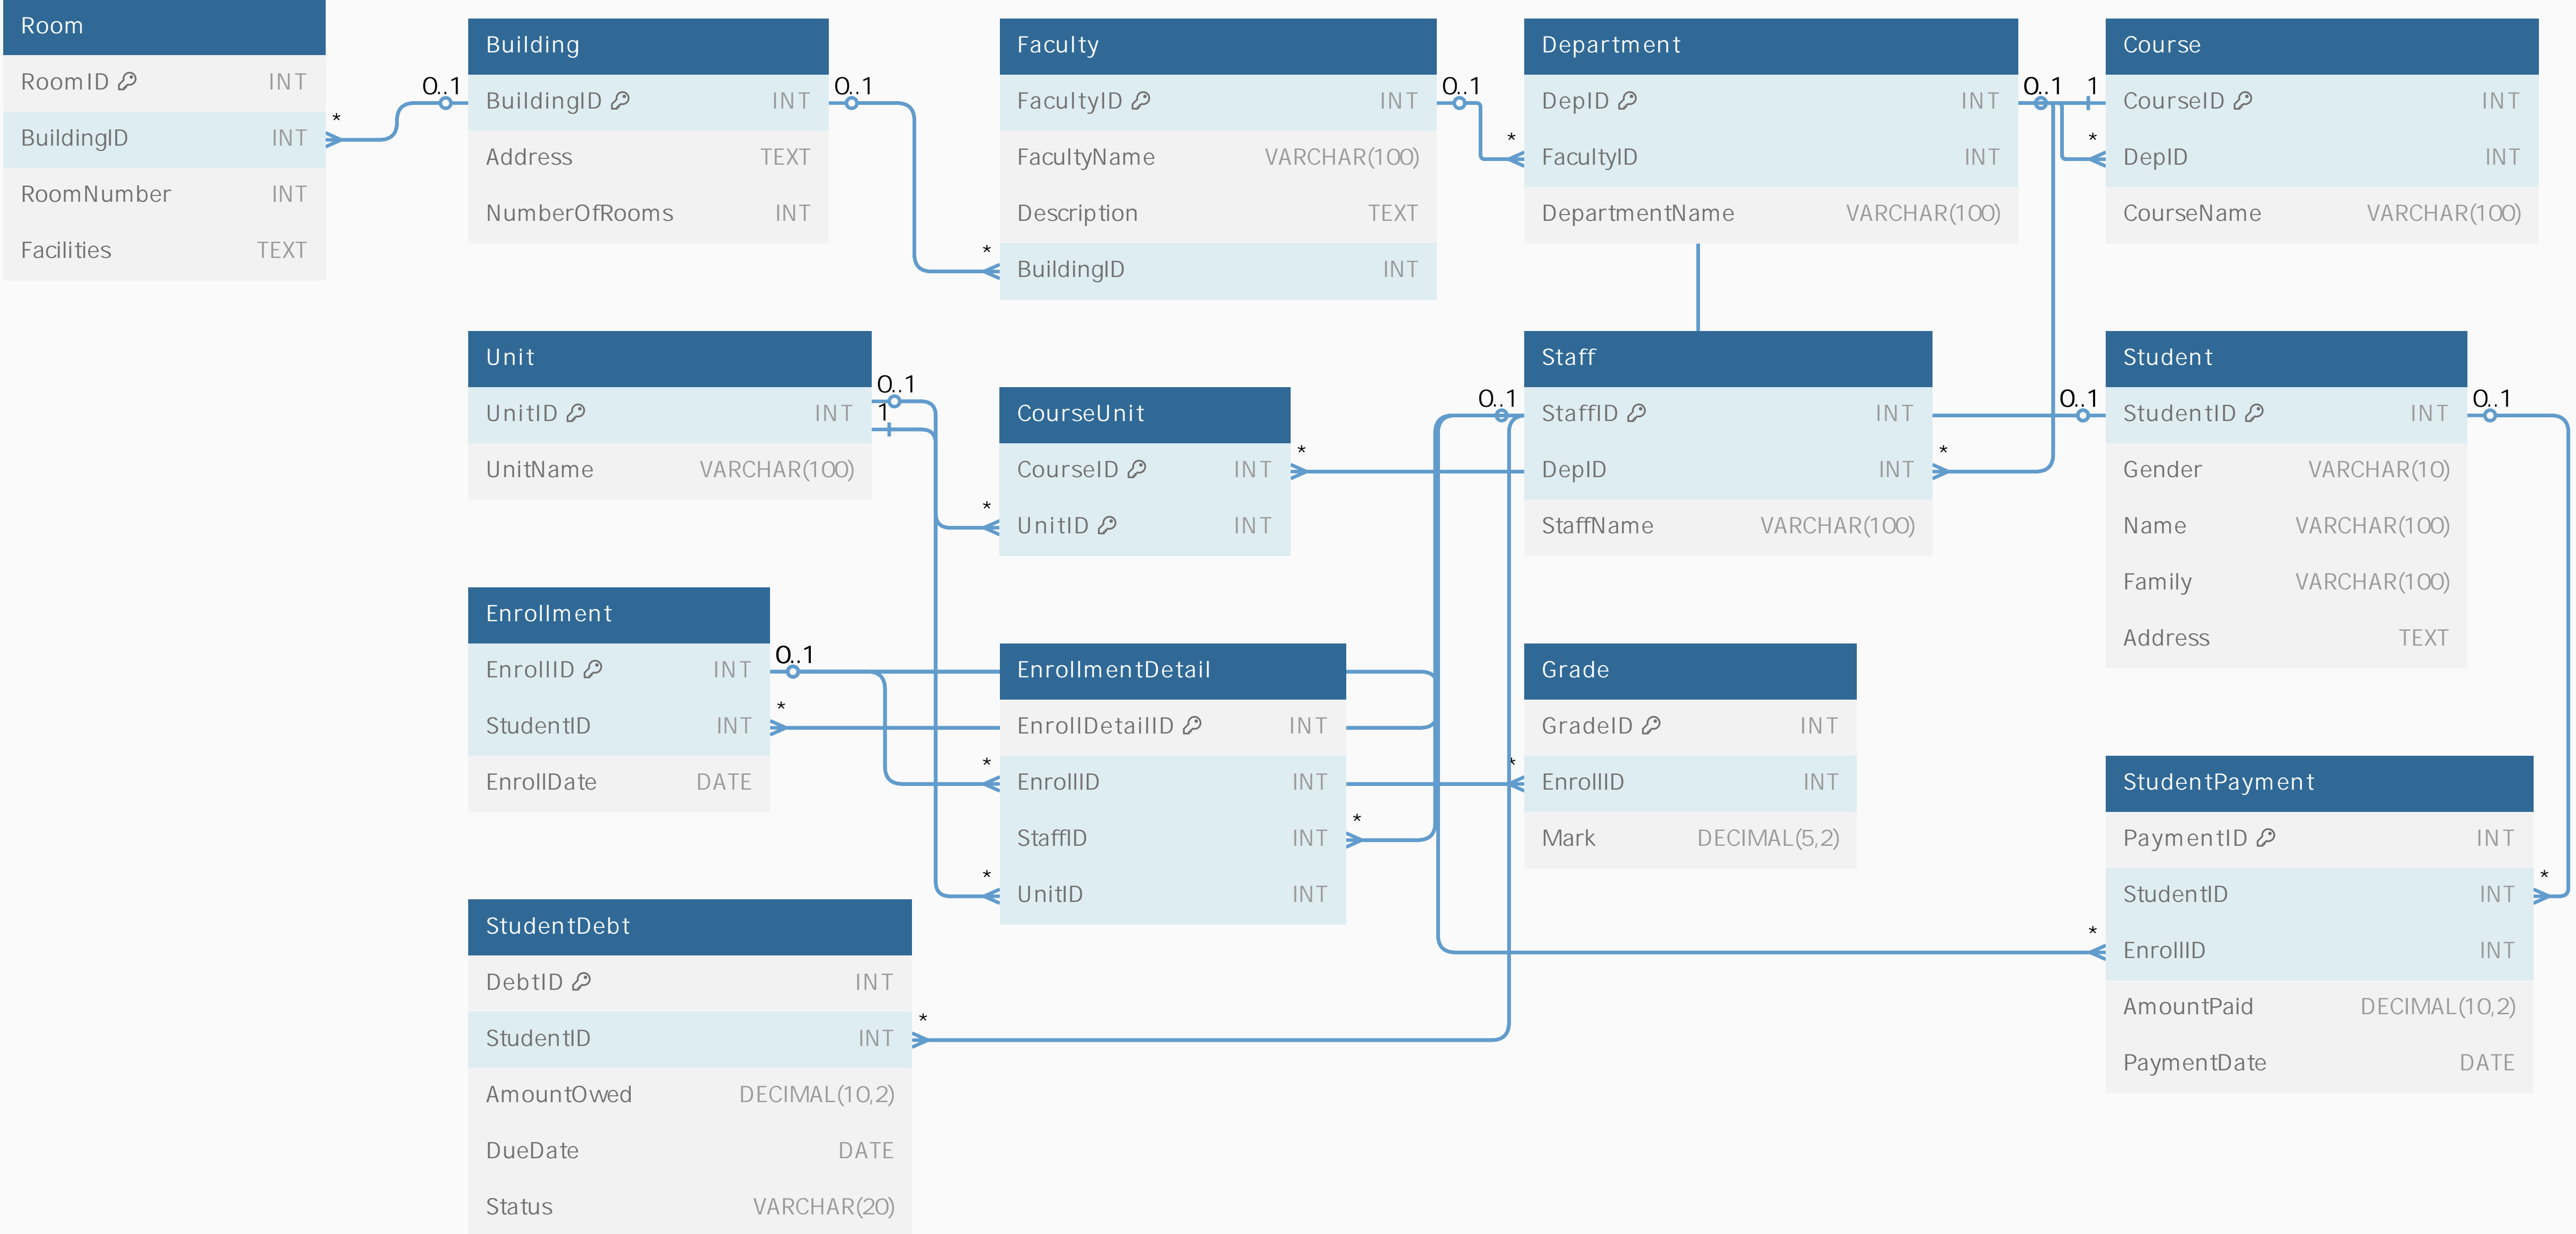 Room
RoomID INT
BuildingID INT
RoomNumber INT
Facilities TEXT
*
0..1
Building
BuildingID INT
Address TEXT
NumberOfRooms INT
0..1
*
Faculty
FacultyID INT
FacultyName VARCHAR(100)
Description TEXT
BuildingID INT
0..1
*
Department
DepID INT
FacultyID INT
DepartmentName VARCHAR(100)
0..1
1
*
Course
CourseID INT
DepID INT
CourseName VARCHAR(100)
Unit
UnitID INT
UnitName VARCHAR(100)
0..1
1
*
CourseUnit
CourseID INT
UnitID INT
*
0..1
Staff
StaffID INT
DepID INT
StaffName VARCHAR(100)
*
0..1
Student
StudentID INT
Gender VARCHAR(10)
Name VARCHAR(100)
Family VARCHAR(100)
Address TEXT
0..1
Enrollment
EnrollID INT
StudentID INT
EnrollDate DATE
0..1
*
*
*
EnrollmentDetail
EnrollDetailID INT
EnrollID INT
StaffID INT
UnitID INT
*
*
Grade
GradeID INT
EnrollID INT
Mark DECIMAL(5,2)
StudentPayment
PaymentID INT
StudentID INT
EnrollID INT
AmountPaid DECIMAL(10,2)
PaymentDate DATE
*
*
StudentDebt
DebtID INT
StudentID INT
AmountOwed DECIMAL(10,2)
DueDate DATE
Status VARCHAR(20)
*